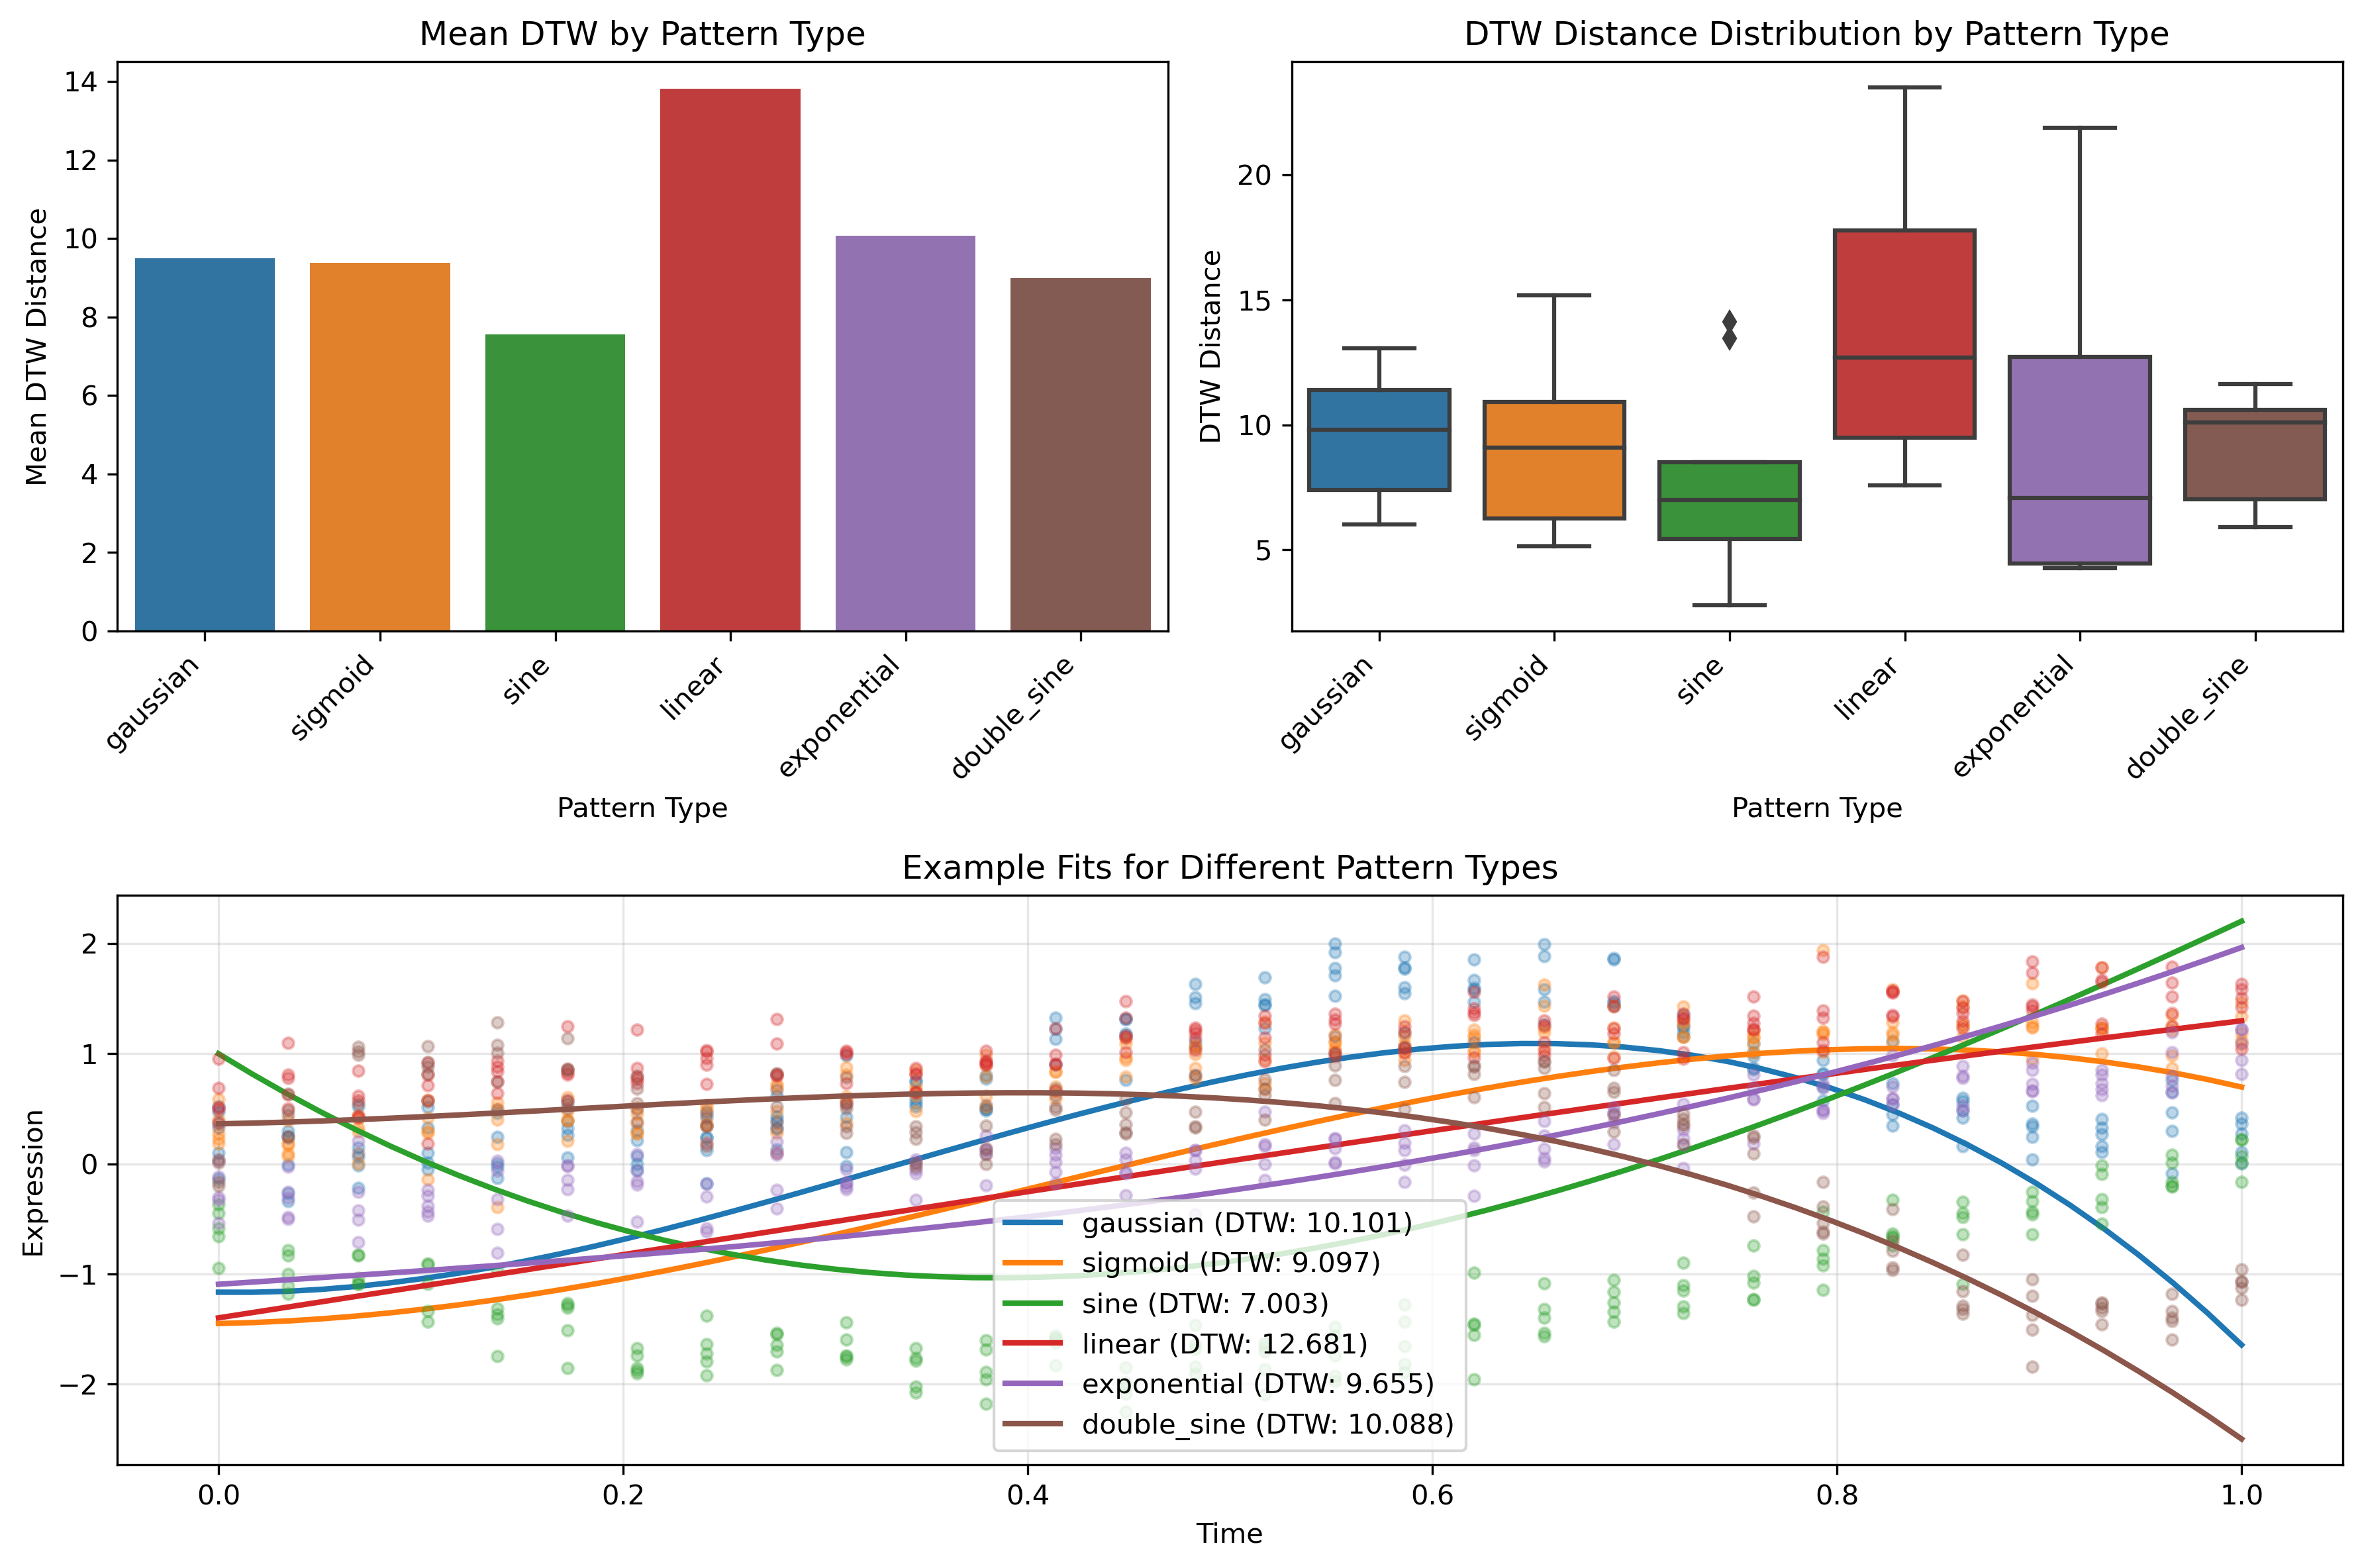 Mean DTW by Pattern Type
14
12
10
8
6
4
2
0
Mean DTW Distance
gaussian
sigmoid
sine
linear
exponential
double_sine
Pattern Type
DTW Distance Distribution by Pattern Type
20
15
10
5
DTW Distance
gaussian
sigmoid
sine
linear
exponential
double_sine
Pattern Type
Example Fits for Different Pattern Types
2
1
0
−1
−2
Expression
gaussian (DTW: 10.101)
sigmoid (DTW: 9.097)
sine (DTW: 7.003)
linear (DTW: 12.681)
exponential (DTW: 9.655)
double_sine (DTW: 10.088)
0.0 0.2 0.4 0.6 0.8 1.0
Time